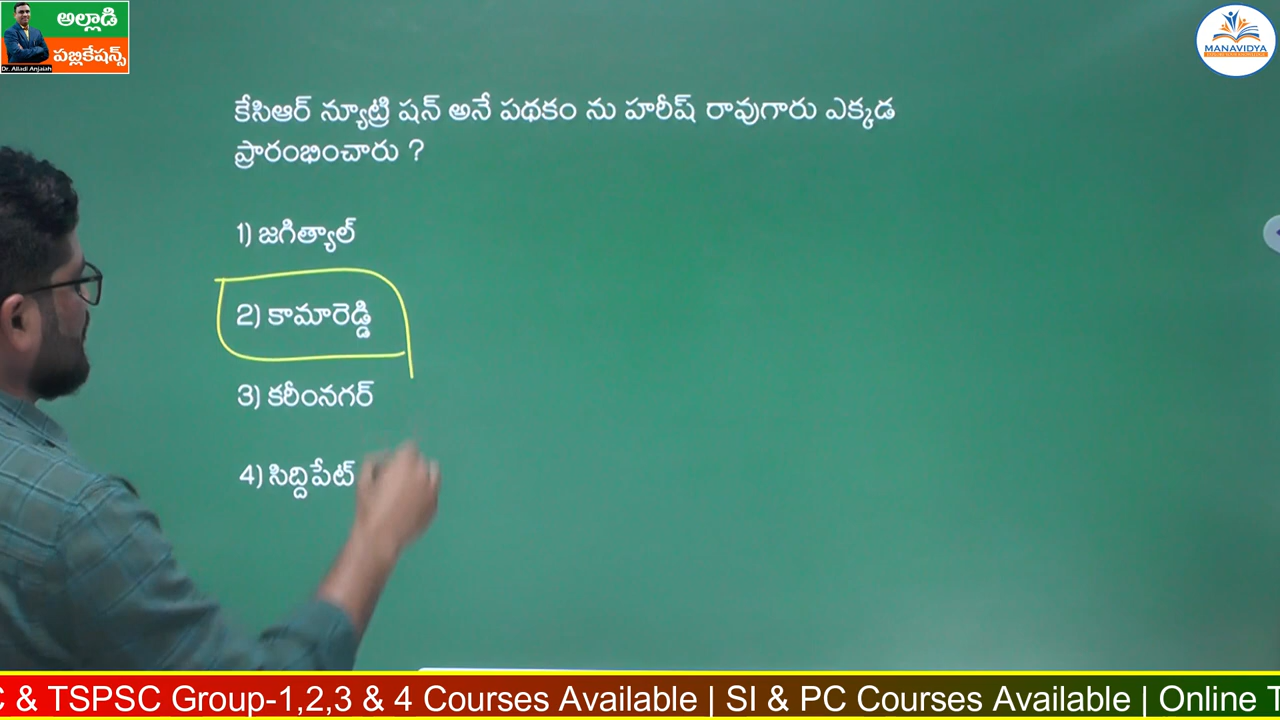 అల్లాడి
పబ్లికేషన్స్
Dr. Alladi Anjaiah
MANAVIDYA
కేసిఆర్ న్యూట్రి షన్ అనే పథకం ను హరీష్ రావుగారు ఎక్కడ
ప్రారంభించారు ?
1) జగిత్యాల్
2) కామారెడ్డి
3) కరీంనగర్
4) సిద్దిపేట్
C & TSPSC Group-1,2,3 & 4 Courses Available | SI & PC Courses Available | Online T